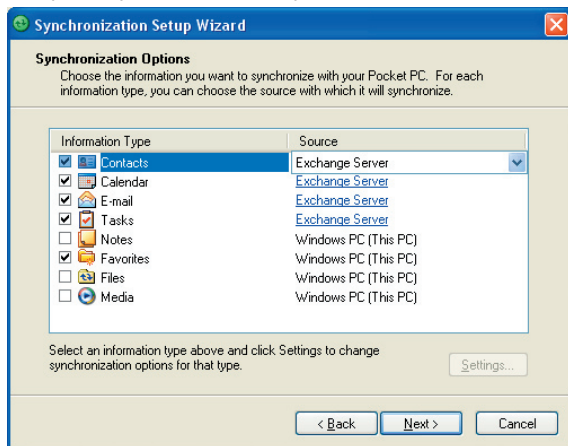 Synchronization Setup Wizard
Synchronization Options
Choose the information you want to synchronize with your Pocket PC. For each
information type, you can choose the source with which it will synchronize.
Information Type Source
Contacts Exchange Server
Calendar Exchange Server
E-mail Exchange Server
Tasks Exchange Server
Notes Windows PC (This PC)
Favorites Windows PC (This PC)
Files Windows PC (This PC)
Media Windows PC (This PC)
Select an information type above and click Settings to change
synchronization options for that type.
Settings...
< Back Next > Cancel